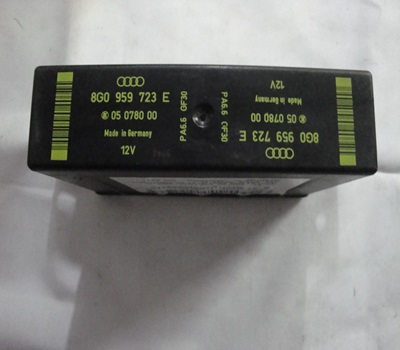 8G0 959 723 E
05 0780 00
Made in Germany
12V
PA6.6 GF30
PA6.6 GF30
8G0 959 723 E
05 0780 00
Made in Germany
12V